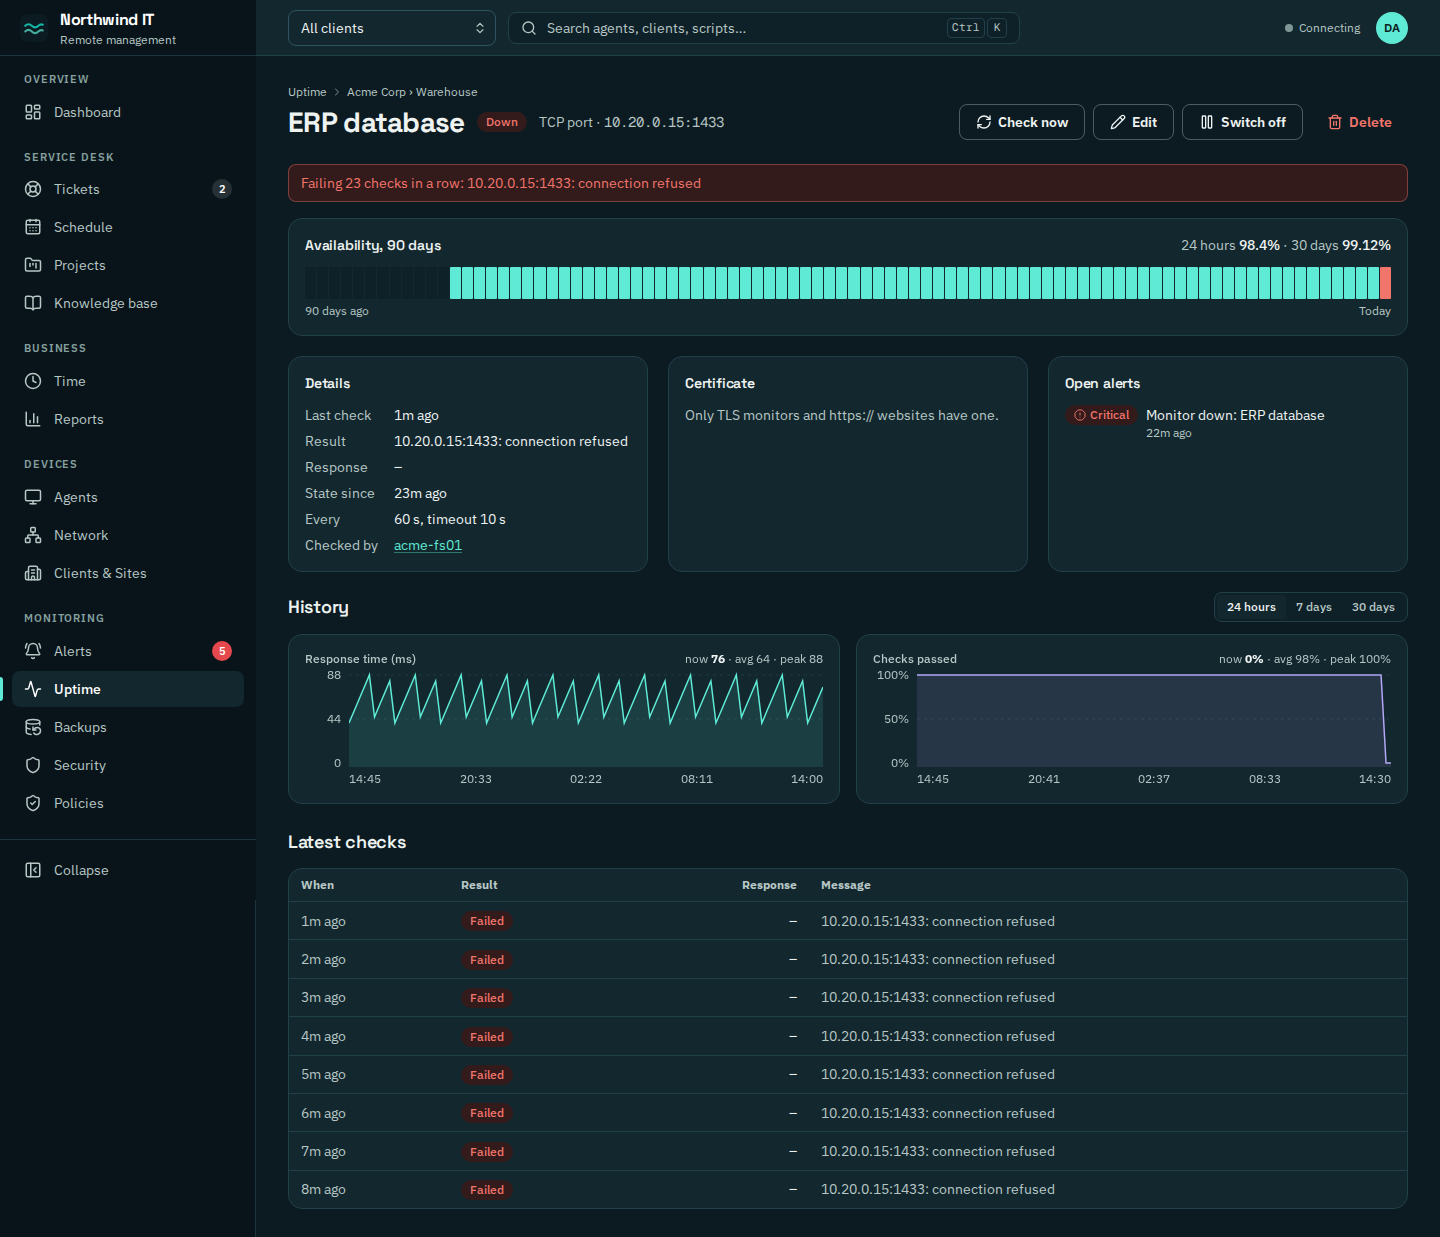 Northwind IT
Remote management
All clients
Search agents, clients, scripts...
Ctrl K
Connecting
DA
OVERVIEW
Dashboard
SERVICE DESK
Tickets 2
Schedule
Projects
Knowledge base
BUSINESS
Time
Reports
DEVICES
Agents
Network
Clients & Sites
MONITORING
Alerts 5
Uptime
Backups
Security
Policies
Collapse
Uptime > Acme Corp › Warehouse
ERP database Down TCP port · 10.20.0.15:1433
Check now Edit Switch off Delete
Failing 23 checks in a row: 10.20.0.15:1433: connection refused
Availability, 90 days 24 hours 98.4% · 30 days 99.12%
90 days ago Today
Details
Last check 1m ago
Result 10.20.0.15:1433: connection refused
Response –
State since 23m ago
Every 60 s, timeout 10 s
Checked by acme-fs01
Certificate
Only TLS monitors and https:// websites have one.
Open alerts
Critical Monitor down: ERP database
22m ago
History 24 hours 7 days 30 days
Response time (ms) now 76 · avg 64 · peak 88
88
44
0
14:45 20:33 02:22 08:11 14:00
Checks passed now 0% · avg 98% · peak 100%
100%
50%
0%
14:45 20:41 02:37 08:33 14:30
Latest checks
When Result Response Message
1m ago Failed – 10.20.0.15:1433: connection refused
2m ago Failed – 10.20.0.15:1433: connection refused
3m ago Failed – 10.20.0.15:1433: connection refused
4m ago Failed – 10.20.0.15:1433: connection refused
5m ago Failed – 10.20.0.15:1433: connection refused
6m ago Failed – 10.20.0.15:1433: connection refused
7m ago Failed – 10.20.0.15:1433: connection refused
8m ago Failed – 10.20.0.15:1433: connection refused